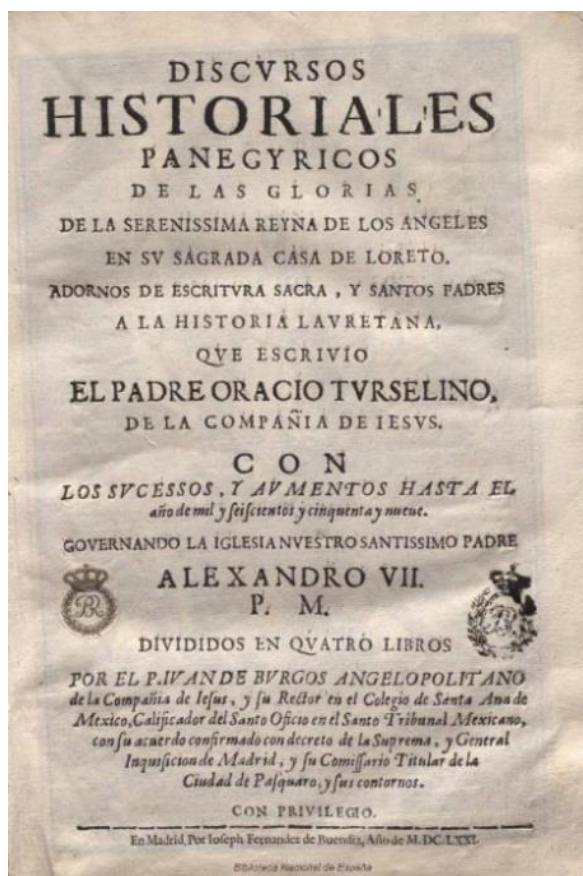 DISCVRSOS
HISTORIALES
PANEGYRICOS
DE LAS GLORIAS
DE LA SERENISSIMA REYNA DE LOS ANGELES
EN SV SAGRADA CASA DE LORETO.
ADORNOS DE ESCRITVRA SACRA, Y SANTOS PADRES
A LA HISTORIA LAVRETANA,
QVE ESCRIVIO
EL PADRE ORACIO TVRSELINO,
DE LA COMPAÑIA DE IESVS.
CON
LOS SVCESSOS, Y AVMENTOS HASTA EL
año de mil y seiscientos y cinquenta y nueve.
GOVERNANDO LA IGLESIA NVESTRO SANTISSIMO PADRE
ALEXANDRO VII.
P. M.
DIVIDIDOS EN QVATRO LIBROS
POR EL P. IVAN DE BVRGOS ANGELOPOLITANO
de la Compañia de Iesus, y su Rector en el Colegio de Santa Ana de
Mexico, Calificador del Santo Oficio en el Santo Tribunal Mexicano,
con su acuerdo confirmado con decreto de la Suprema, y General
Inquisicion de Madrid, y su Comissario Titular de la
Ciudad de Pasquaro, y sus contornos.
CON PRIVILEGIO.
En Madrid, Por Ioseph Fernandez de Buendia, Año de M.DC.LXXI.
Biblioteca Nacional de España